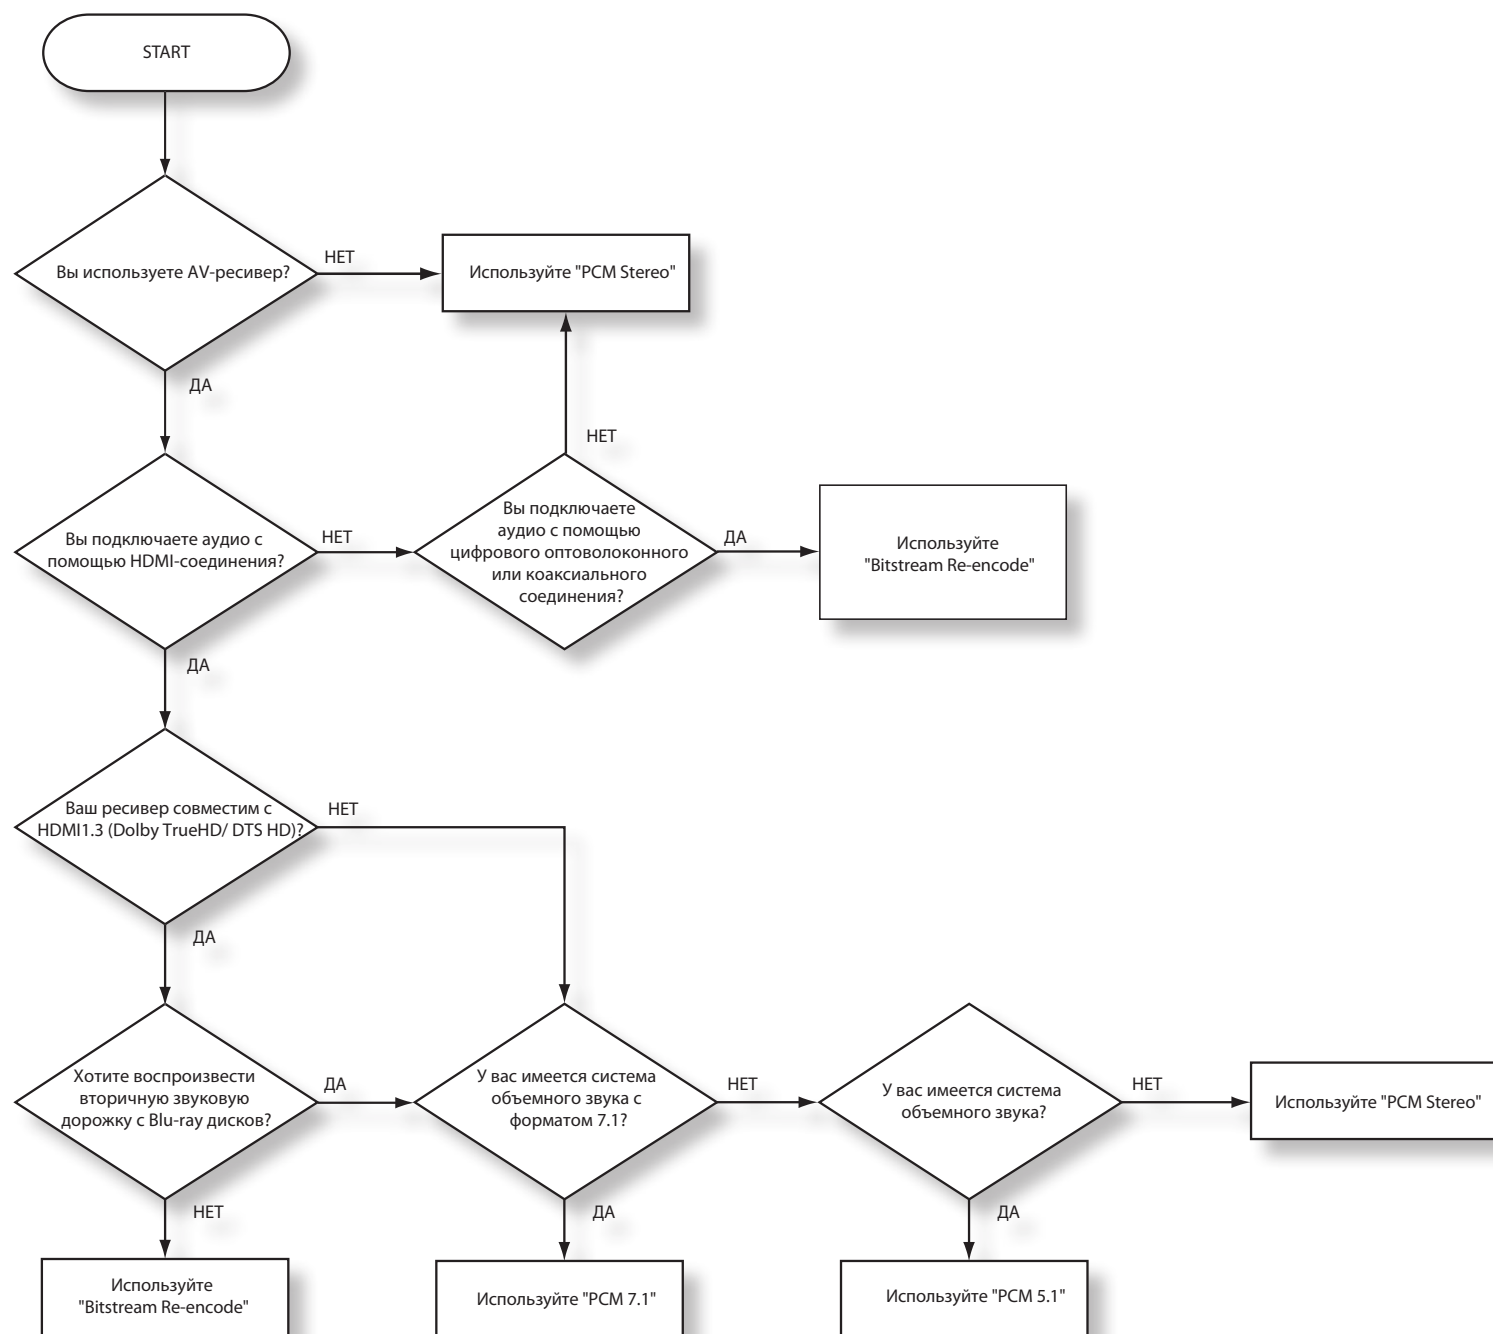 START
Вы используете AV-ресивер?
НЕТ
Используйте "PCM Stereo"
ДА
НЕТ
Вы подключаете аудио с
помощью HDMI-соединения?
НЕТ
Вы подключаете
аудио с помощью
цифрового оптоволоконного
или коаксиального
соединения?
ДА
Используйте
"Bitstream Re-encode"
ДА
Ваш ресивер совместим с
HDMI1.3 (Dolby TrueHD/ DTS HD)?
НЕТ
ДА
Хотите воспроизвести
вторичную звуковую
дорожку с Blu-ray дисков?
ДА
У вас имеется система
объемного звука с
форматом 7.1?
НЕТ
У вас имеется система
объемного звука?
НЕТ
Используйте "PCM Stereo"
НЕТ
ДА
ДА
Используйте
"Bitstream Re-encode"
Используйте "PCM 7.1"
Используйте "PCM 5.1"